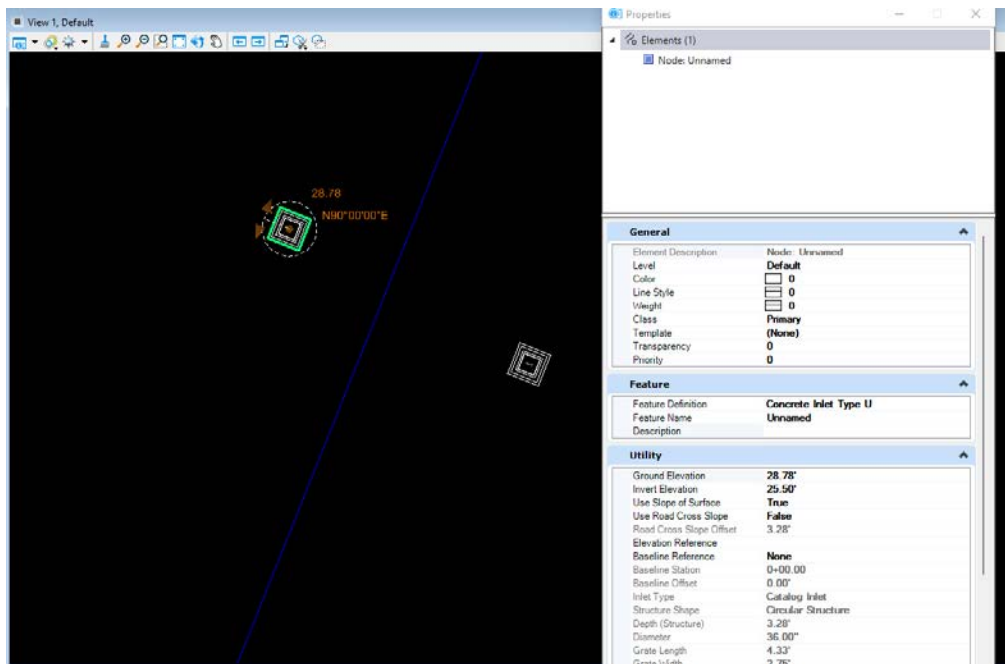 View 1, Default
Properties
Elements (1)
Node: Unnamed
28.78
N90°00'00"E
General
Element Description Node: Unnamed
Level Default
Color 0
Line Style 0
Weight 0
Class Primary
Template (None)
Transparency 0
Priority 0
Feature
Feature Definition Concrete Inlet Type U
Feature Name Unnamed
Description
Utility
Ground Elevation 28.78'
Invert Elevation 25.50'
Use Slope of Surface True
Use Road Cross Slope False
Road Cross Slope Offset 3.28'
Elevation Reference
Baseline Reference None
Baseline Station 0+00.00
Baseline Offset 0.00'
Inlet Type Catalog Inlet
Structure Shape Circular Structure
Depth (Structure) 3.28'
Diameter 36.00"
Grate Length 4.33'
Grate Width 2.75'